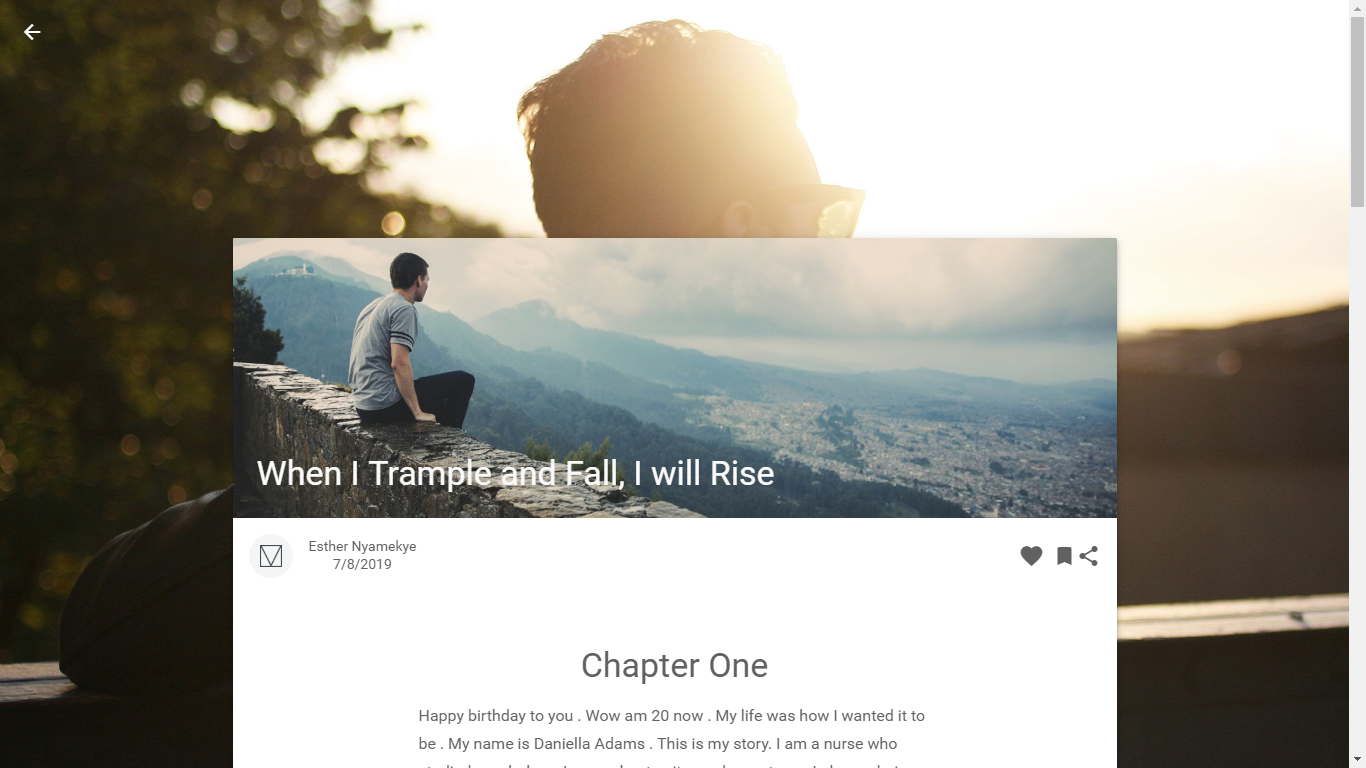 When I Trample and Fall, I will Rise
Esther Nyamekye
7/8/2019
Chapter One
Happy birthday to you . Wow am 20 now . My life was how I wanted it to
be . My name is Daniella Adams . This is my story. I am a nurse who